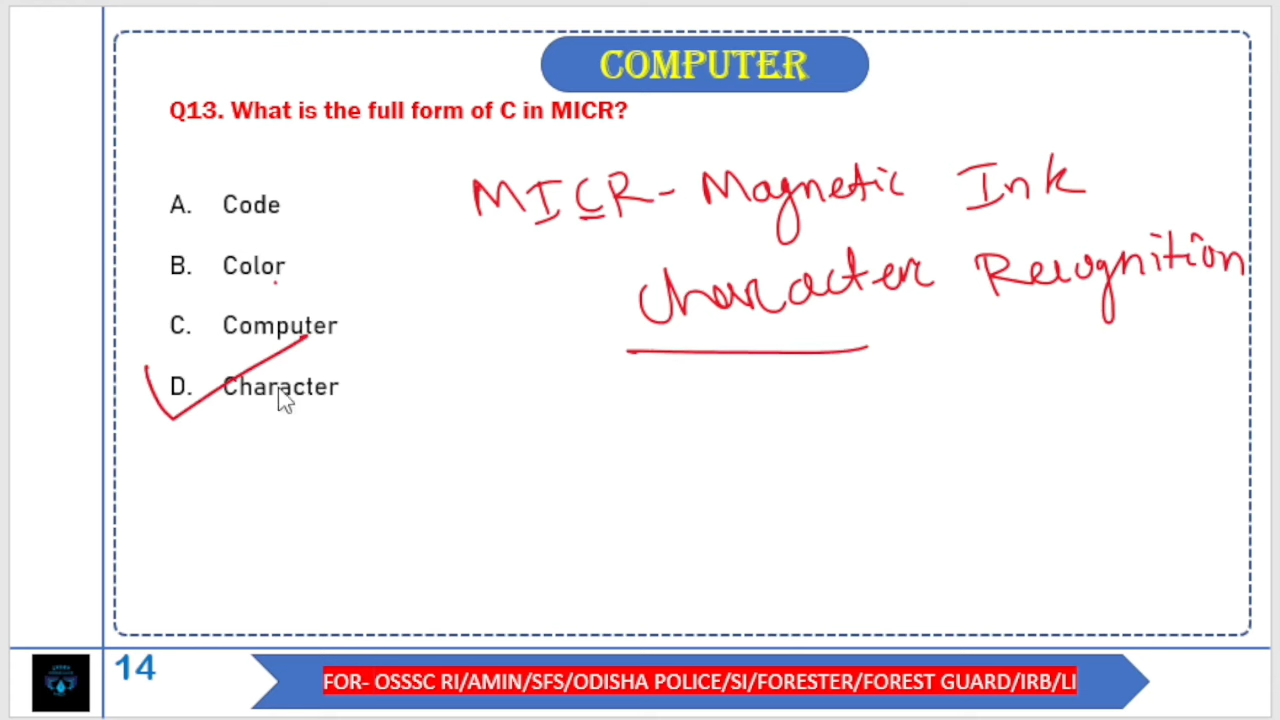 COMPUTER
Q13. What is the full form of C in MICR?
A. Code
B. Color
C. Computer
D. Character
MICR - Magnetic Ink
Character Recognition
14
FOR- OSSSC RI/AMIN/SFS/ODISHA POLICE/SI/FORESTER/FOREST GUARD/IRB/LI